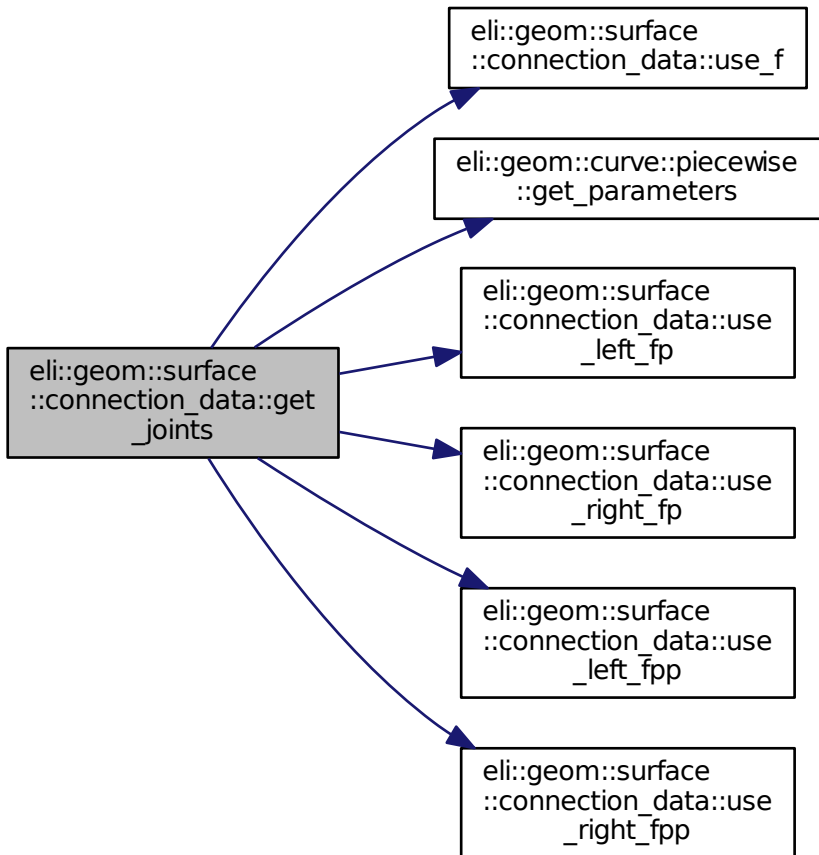 eli::geom::surface
::connection_data::use_f
eli::geom::curve::piecewise
::get_parameters
eli::geom::surface
::connection_data::use
_left_fp
eli::geom::surface
::connection_data::get
_joints
eli::geom::surface
::connection_data::use
_right_fp
eli::geom::surface
::connection_data::use
_left_fpp
eli::geom::surface
::connection_data::use
_right_fpp